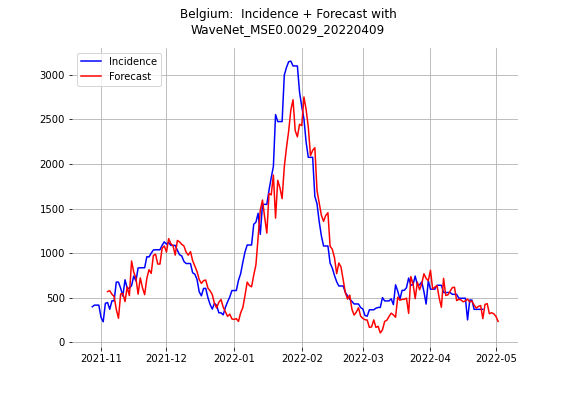 Belgium:  Incidence + Forecast with
WaveNet_MSE0.0029_20220409
Incidence
Forecast
3000
2500
2000
1500
1000
500
0
2021-11 2021-12 2022-01 2022-02 2022-03 2022-04 2022-05